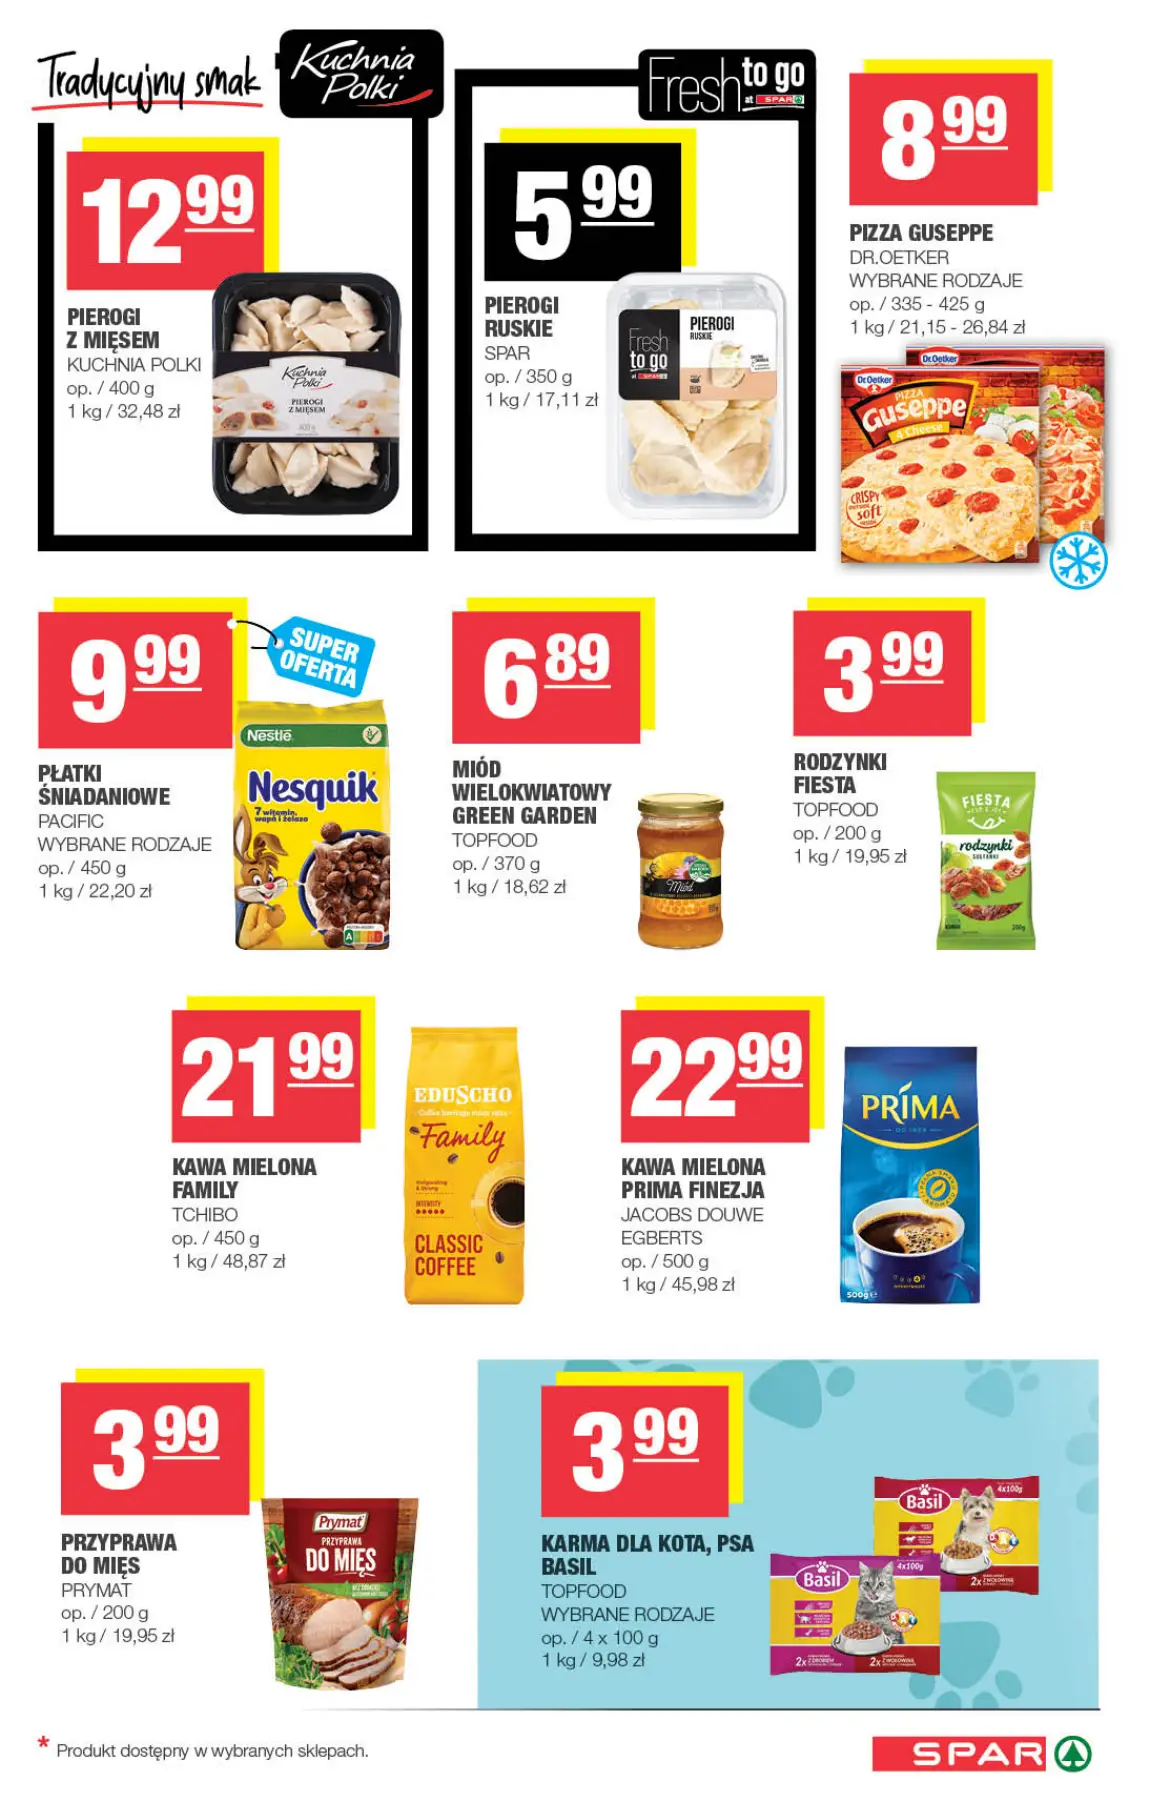 Tradycyjny smak
Kuchnia
Polki
12 99
PIEROGI
Z MIĘSEM
KUCHNIA POLKI
op. / 400 g
1 kg / 32,48 zł
Kuchnia
Polki
PIEROGI
Z MIĘSEM
400 g
Fresh to go
at SPAR
5 99
PIEROGI
RUSKIE
SPAR
op. / 350 g
1 kg / 17,11 zł
Fresh
to go
SPAR
PIEROGI
RUSKIE
8 99
PIZZA GUSEPPE
DR.OETKER
WYBRANE RODZAJE
op. / 335 - 425 g
1 kg / 21,15 - 26,84 zł
Dr.Oetker
Dr.Oetker
PIZZA
Guseppe
4 Cheese
CRISPY
soft
9 99
SUPER
OFERTA
PŁATKI
ŚNIADANIOWE
PACIFIC
WYBRANE RODZAJE
op. / 450 g
1 kg / 22,20 zł
Nestlé
Nesquik
7 witamin,
wapń i żelazo
6 89
MIÓD
WIELOKWIATOWY
GREEN GARDEN
TOPFOOD
op. / 370 g
1 kg / 18,62 zł
Miód
3 99
RODZYNKI
FIESTA
TOPFOOD
op. / 200 g
1 kg / 19,95 zł
FIESTA
rodzynki
SUŁTANKI
200g
21 99
KAWA MIELONA
FAMILY
TCHIBO
op. / 450 g
1 kg / 48,87 zł
EDUSCHO
Family
INTENSITY
CLASSIC
COFFEE
22 99
KAWA MIELONA
PRIMA FINEZJA
JACOBS DOUWE
EGBERTS
op. / 500 g
1 kg / 45,98 zł
PRIMA
500g
3 99
PRZYPRAWA
DO MIĘS
PRYMAT
op. / 200 g
1 kg / 19,95 zł
Prymat
PRZYPRAWA
DO MIĘS
3 99
KARMA DLA KOTA, PSA
BASIL
TOPFOOD
WYBRANE RODZAJE
op. / 4 x 100 g
1 kg / 9,98 zł
Basil
4x100g
2x
Basil
4x100g
2x
2x
* Produkt dostępny w wybranych sklepach.
SPAR